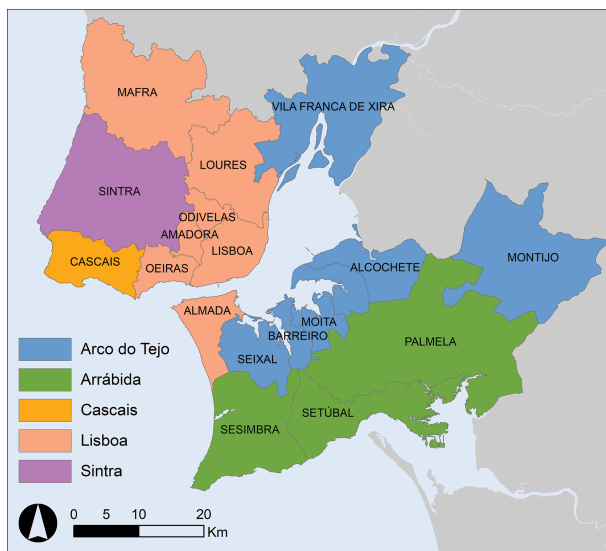 MAFRA
VILA FRANCA DE XIRA
LOURES
SINTRA
ODIVELAS
AMADORA
LISBOA
CASCAIS
OEIRAS
ALCOCHETE
MONTIJO
ALMADA
MOITA
BARREIRO
SEIXAL
PALMELA
SETÚBAL
SESIMBRA
Arco do Tejo
Arrábida
Cascais
Lisboa
Sintra
0 5 10 20
Km